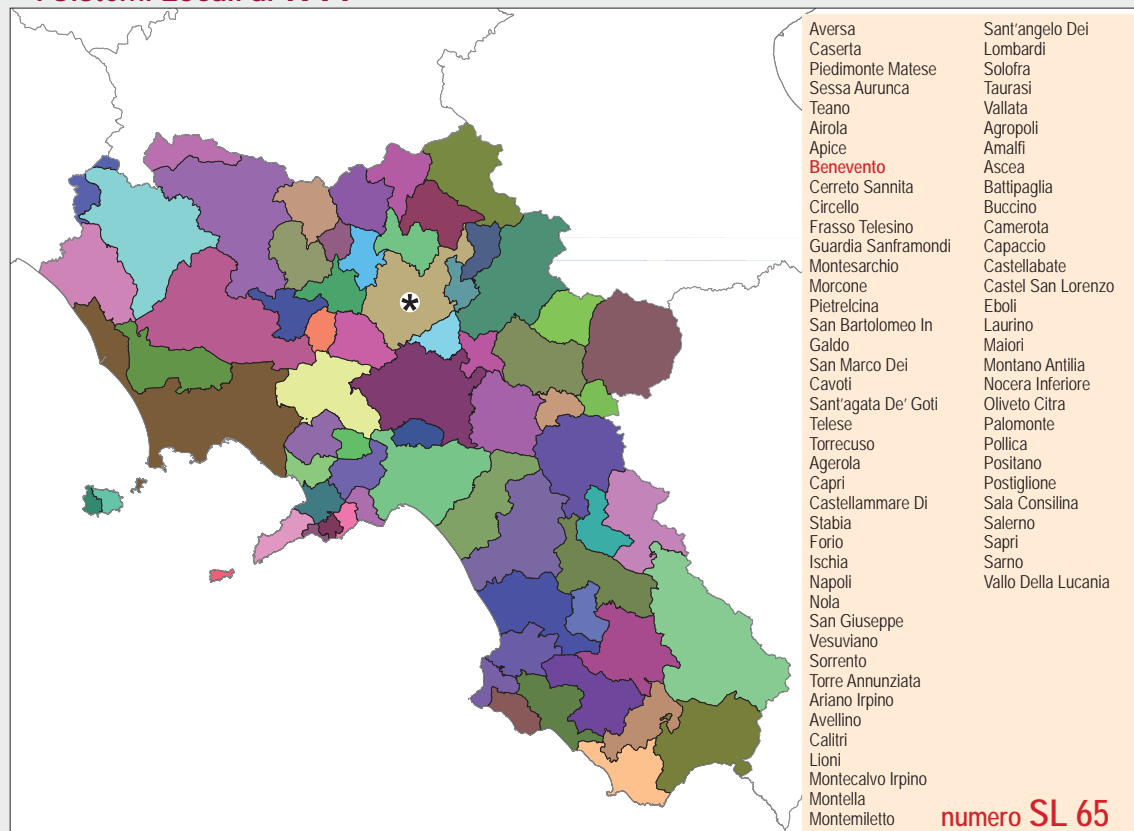 i Sistemi Locali di
Aversa
Caserta
Piedimonte Matese
Sessa Aurunca
Teano
Airola
Apice
Benevento
Cerreto Sannita
Circello
Frasso Telesino
Guardia Sanframondi
Montesarchio
Morcone
Pietrelcina
San Bartolomeo In
Galdo
San Marco Dei
Cavoti
Sant'agata De' Goti
Telese
Torrecuso
Agerola
Capri
Castellammare Di
Stabia
Forio
Ischia
Napoli
Nola
San Giuseppe
Vesuviano
Sorrento
Torre Annunziata
Ariano Irpino
Avellino
Calitri
Lioni
Montecalvo Irpino
Montella
Montemiletto
Sant'angelo Dei
Lombardi
Solofra
Taurasi
Vallata
Agropoli
Amalfi
Ascea
Battipaglia
Buccino
Camerota
Capaccio
Castellabate
Castel San Lorenzo
Eboli
Laurino
Maiori
Montano Antilia
Nocera Inferiore
Oliveto Citra
Palomonte
Pollica
Positano
Postiglione
Sala Consilina
Salerno
Sapri
Sarno
Vallo Della Lucania
numero SL 65
*